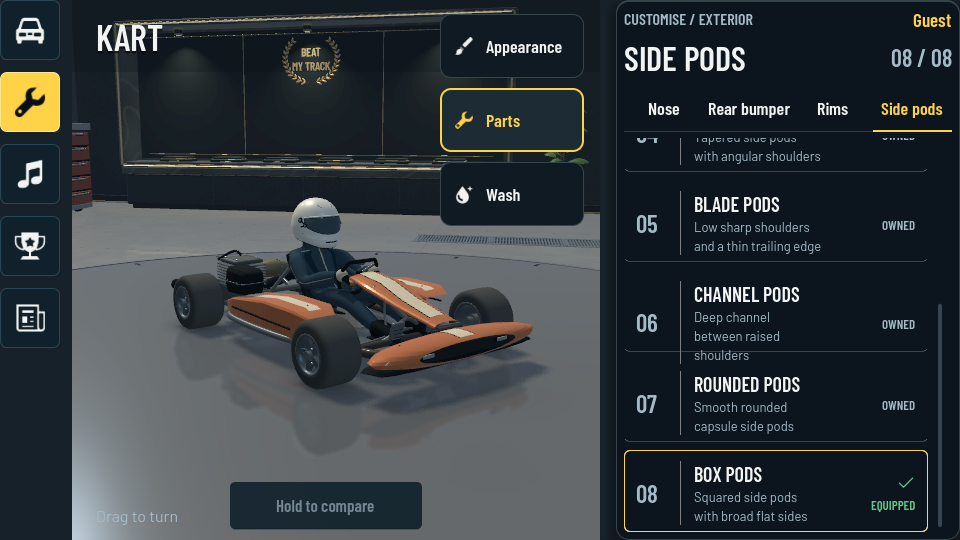 KART
BEAT
MY TRACK
Appearance
Parts
Wash
Drag to turn
Hold to compare
CUSTOMISE / EXTERIOR
Guest
SIDE PODS
08 / 08
Nose
Rear bumper
Rims
Side pods
04
Tapered side pods
with angular shoulders
OWNED
05
BLADE PODS
Low sharp shoulders
and a thin trailing edge
OWNED
06
CHANNEL PODS
Deep channel
between raised
shoulders
OWNED
07
ROUNDED PODS
Smooth rounded
capsule side pods
OWNED
08
BOX PODS
Squared side pods
with broad flat sides
EQUIPPED